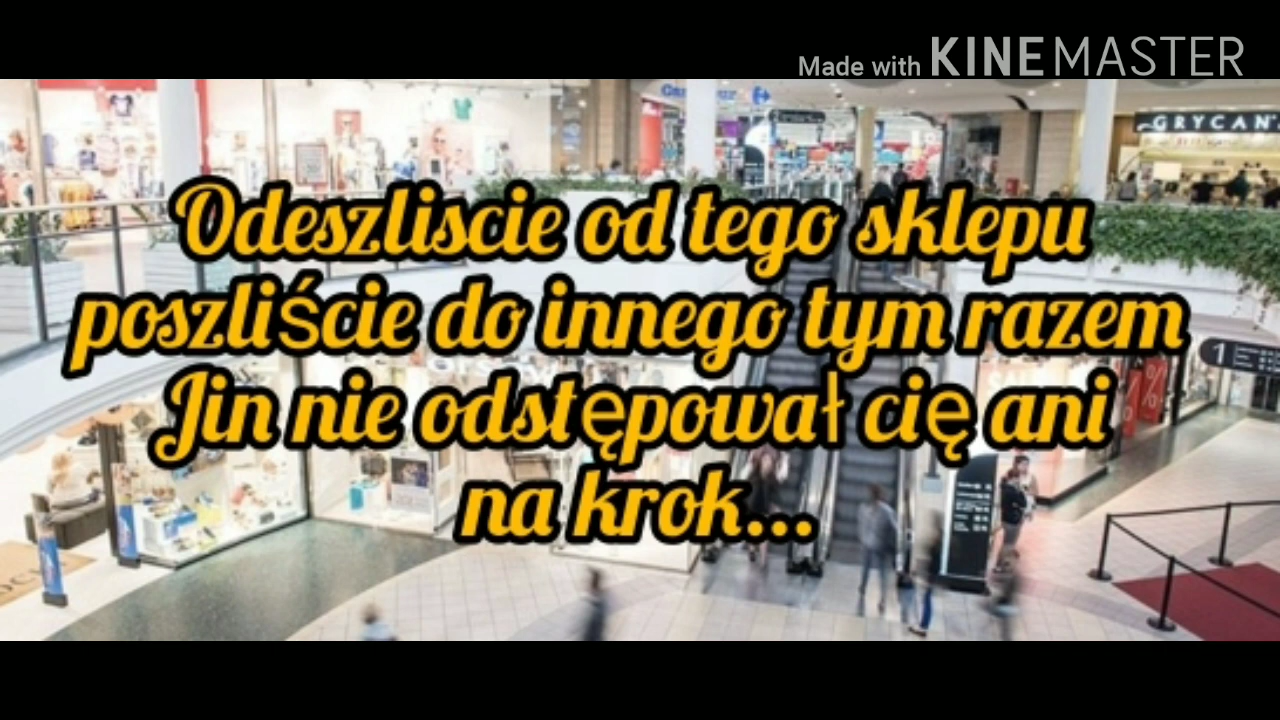 Made with KINEMASTER
GRYCAN
Odeszliscie od tego sklepu
poszliście do innego tym razem
Jin nie odstępował cię ani
na krok...
1